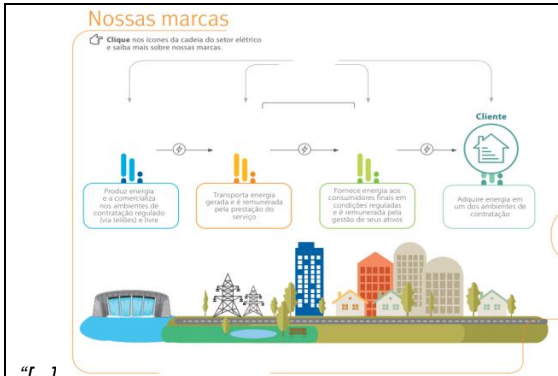 Nossas marcas
Clique nos ícones da cadeia do setor elétrico
e saiba mais sobre nossas marcas.
Cliente
Produz energia
e a comercializa
nos ambientes de
contratação regulado
(via leilões) e livre
Transporta energia
gerada e é remunerada
pela prestação do
serviço
Fornece energia aos
consumidores finais em
condições reguladas
e é remunerada pela
gestão de seus ativos
Adquire energia em
um dos ambientes de
contratação